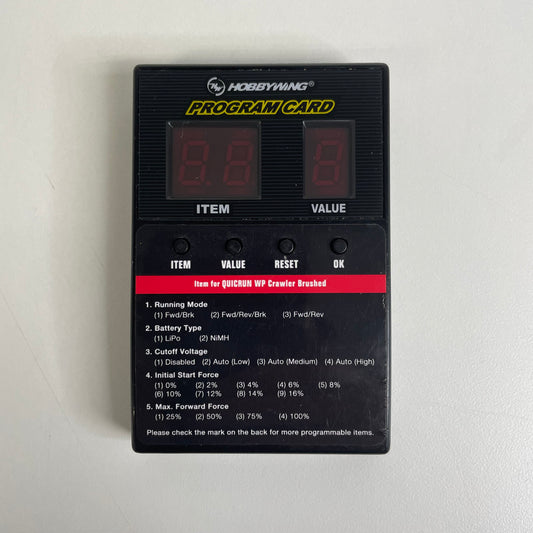 HOBBYWING®
PROGRAM CARD
8.8. 8
ITEM VALUE
ITEM VALUE RESET OK
Item for QUICRUN WP Crawler Brushed
1. Running Mode
(1) Fwd/Brk (2) Fwd/Rev/Brk (3) Fwd/Rev
2. Battery Type
(1) LiPo (2) NiMH
3. Cutoff Voltage
(1) Disabled (2) Auto (Low) (3) Auto (Medium) (4) Auto (High)
4. Initial Start Force
(1) 0% (2) 2% (3) 4% (4) 6% (5) 8%
(6) 10% (7) 12% (8) 14% (9) 16%
5. Max. Forward Force
(1) 25% (2) 50% (3) 75% (4) 100%
Please check the mark on the back for more programmable items.